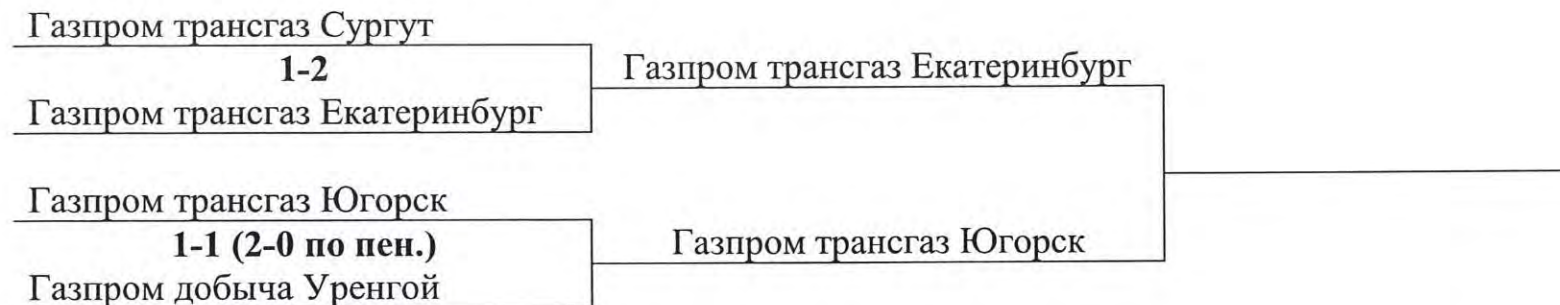 Газпром трансгаз Сургут
1-2
Газпром трансгаз Екатеринбург
Газпром трансгаз Екатеринбург
Газпром трансгаз Югорск
1-1 (2-0 по пен.)
Газпром трансгаз Югорск
Газпром добыча Уренгой